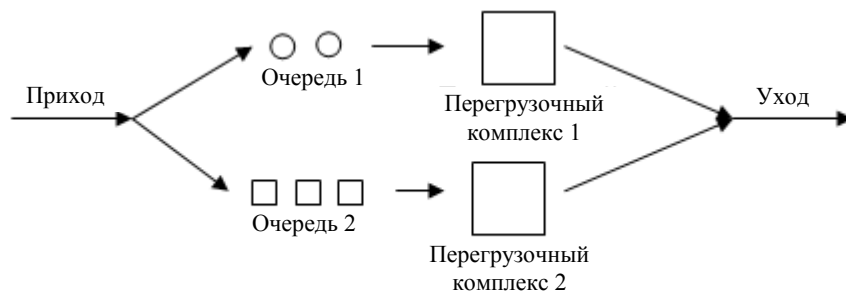 Приход
Очередь 1
Перегрузочный
комплекс 1
Уход
Очередь 2
Перегрузочный
комплекс 2